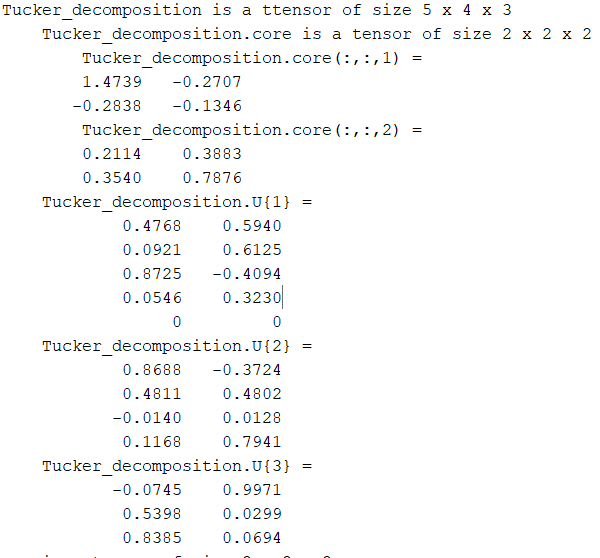 Tucker_decomposition is a ttensor of size 5 x 4 x 3
Tucker_decomposition.core is a tensor of size 2 x 2 x 2
Tucker_decomposition.core(:,:,1) =
1.4739 -0.2707
-0.2838 -0.1346
Tucker_decomposition.core(:,:,2) =
0.2114 0.3883
0.3540 0.7876
Tucker_decomposition.U{1} =
0.4768 0.5940
0.0921 0.6125
0.8725 -0.4094
0.0546 0.3230
0 0
Tucker_decomposition.U{2} =
0.8688 -0.3724
0.4811 0.4802
-0.0140 0.0128
0.1168 0.7941
Tucker_decomposition.U{3} =
-0.0745 0.9971
0.5398 0.0299
0.8385 0.0694